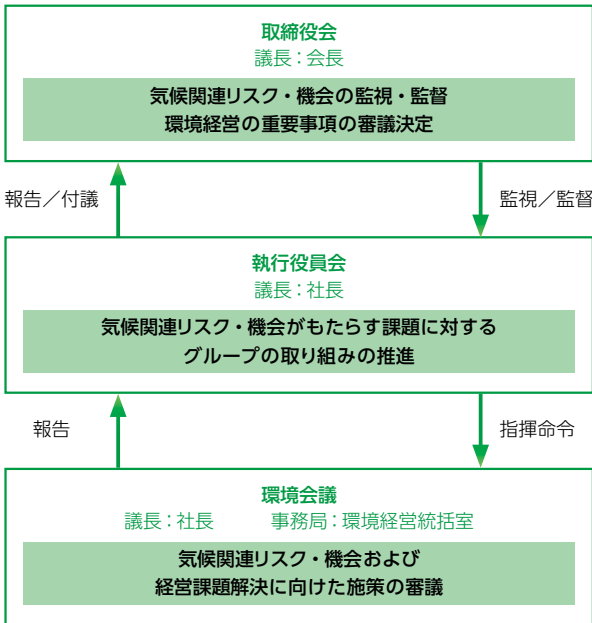 取締役会
議長：会長
気候関連リスク・機会の監視・監督
環境経営の重要事項の審議決定
報告／付議
監視／監督
執行役員会
議長：社長
気候関連リスク・機会がもたらす課題に対する
グループの取り組みの推進
報告
指揮命令
環境会議
議長：社長　事務局：環境経営統括室
気候関連リスク・機会および
経営課題解決に向けた施策の審議